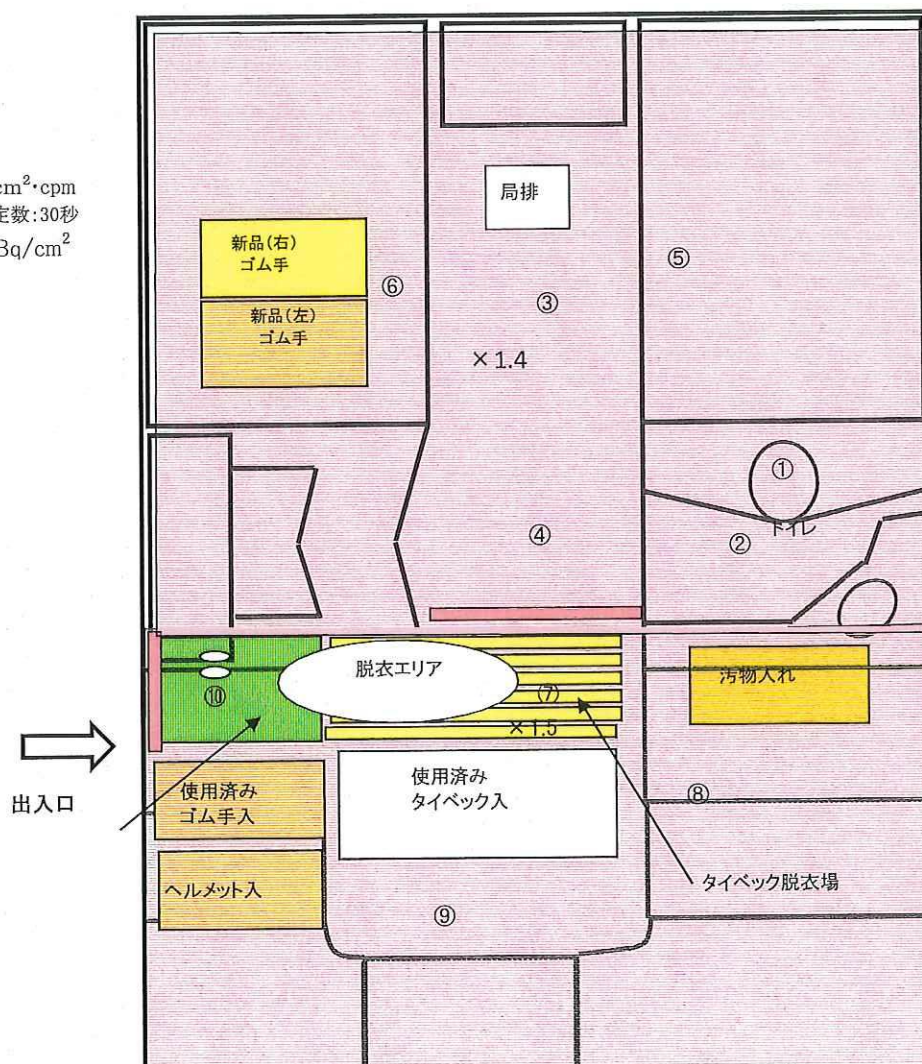 cm²・cpm
定数:30秒
Bq/cm²
局排
新品(右)
ゴム手
⑥
新品(左)
ゴム手
③
⑤
×1.4
①
トイレ
④
②
脱衣エリア
⑩
⑦
×1.5
汚物入れ
出入口
使用済み
ゴム手入
使用済み
タイベック入
⑧
ヘルメット入
タイベック脱衣場
⑨